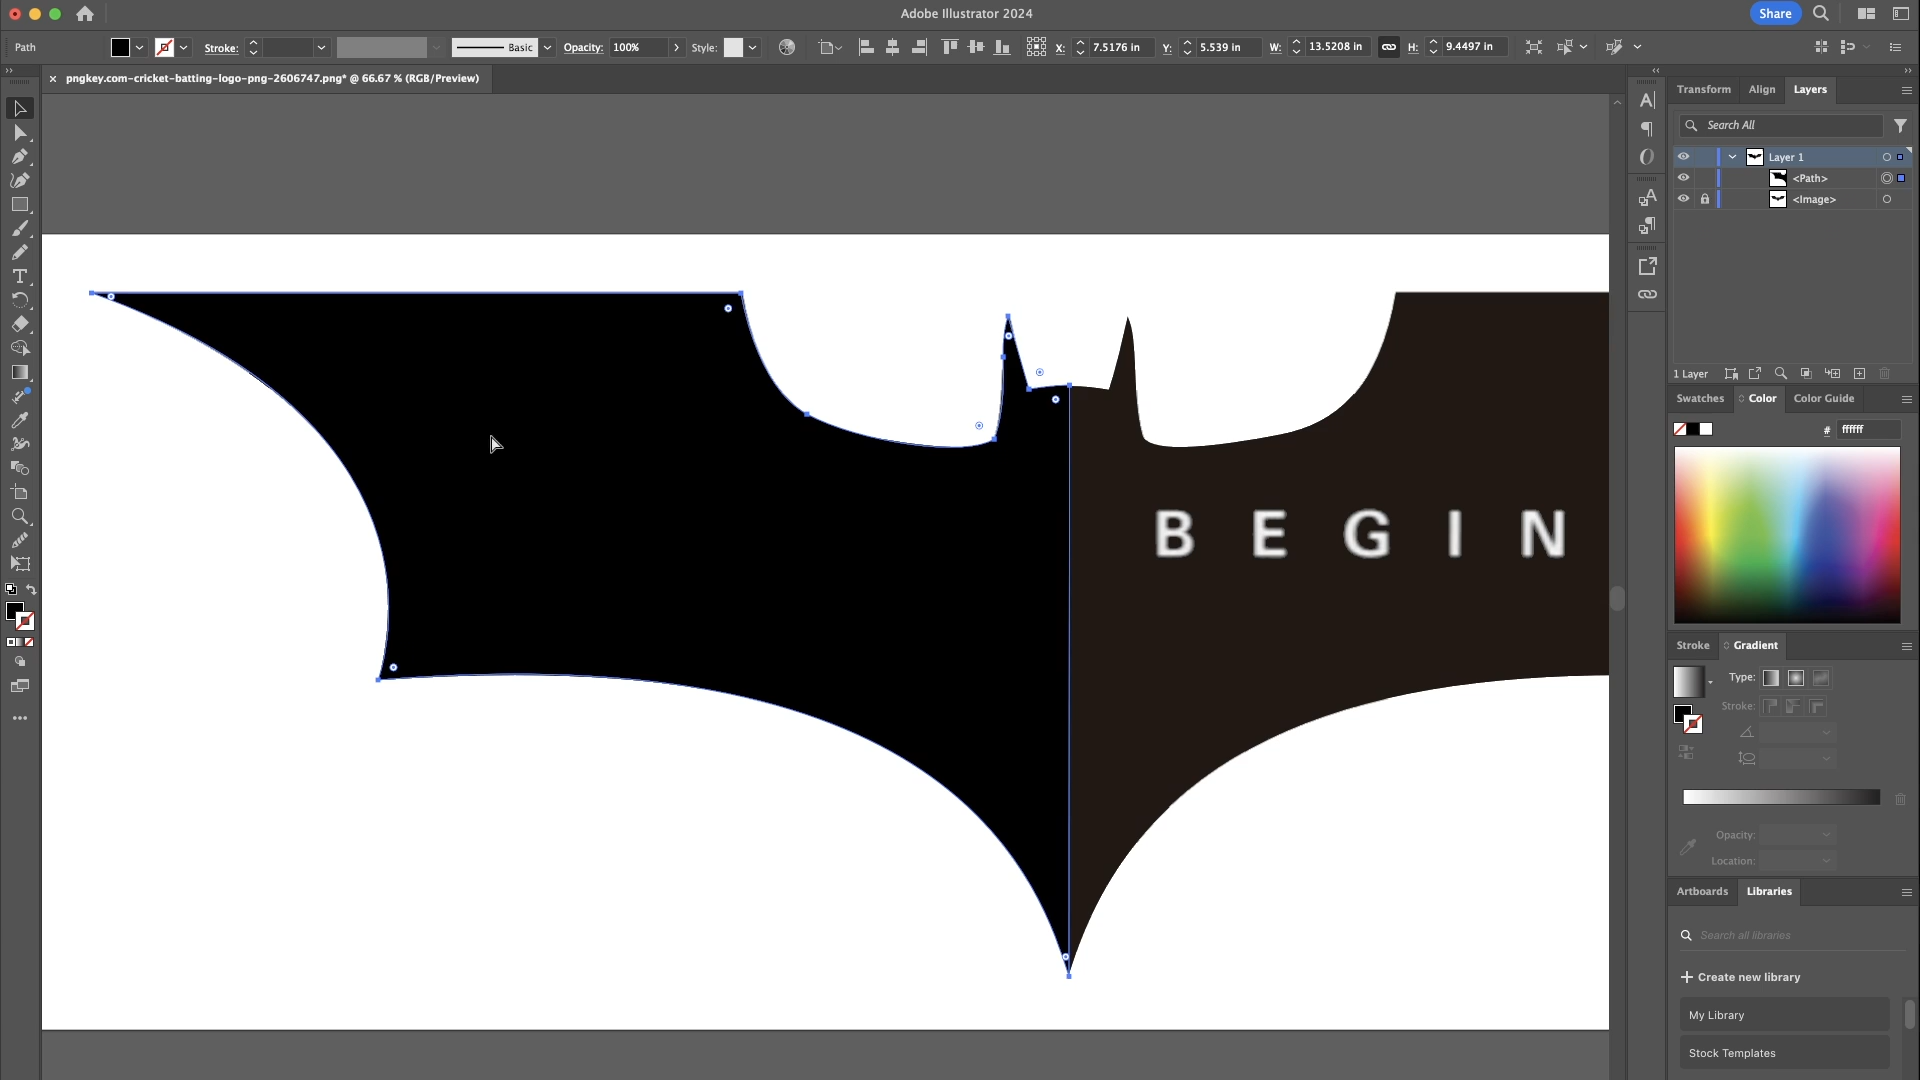 Adobe Illustrator 2024
Share
Path
Stroke:
Basic
Opacity: 100%
Style:
X: 7.5176 in
Y: 5.539 in
W: 13.5208 in
H: 9.4497 in
× pngkey.com-cricket-batting-logo-png-2606747.png* @ 66.67 % (RGB/Preview)
Transform Align Layers
Search All
Layer 1
<Path>
<Image>
1 Layer
Swatches Color Color Guide
# ffffff
Stroke Gradient
Type:
Stroke:
Opacity:
Location:
Artboards Libraries
Search all libraries
+ Create new library
My Library
Stock Templates
B E G I N